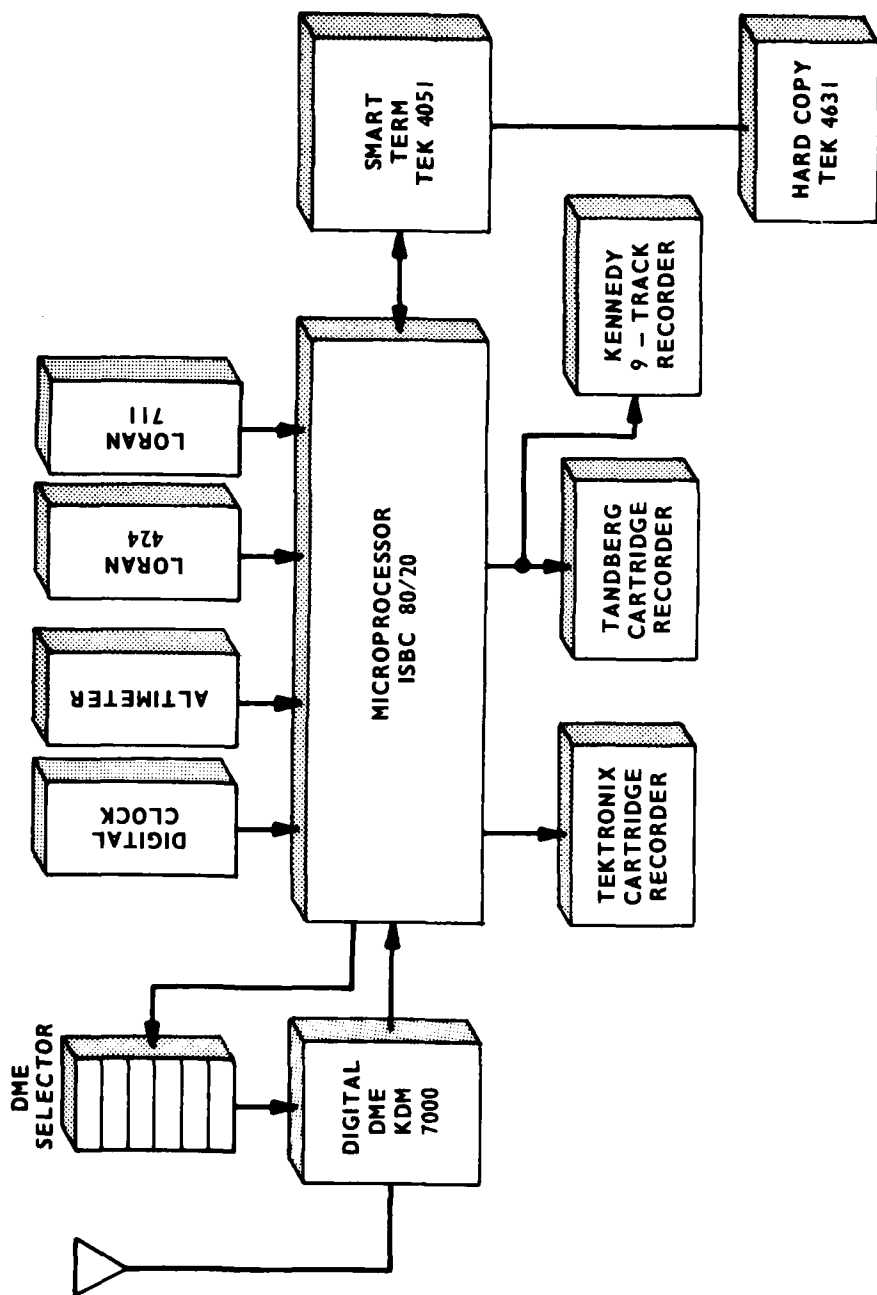 DME
SELECTOR
DIGITAL
DME
KDM
7000
DIGITAL
CLOCK
ALTIMETER
LORAN
424
LORAN
711
MICROPROCESSOR
ISBC 80/20
SMART
TERM
TEK 4051
TEKTRONIX
CARTRIDGE
RECORDER
TANDBERG
CARTRIDGE
RECORDER
KENNEDY
9 – TRACK
RECORDER
HARD COPY
TEK 4631